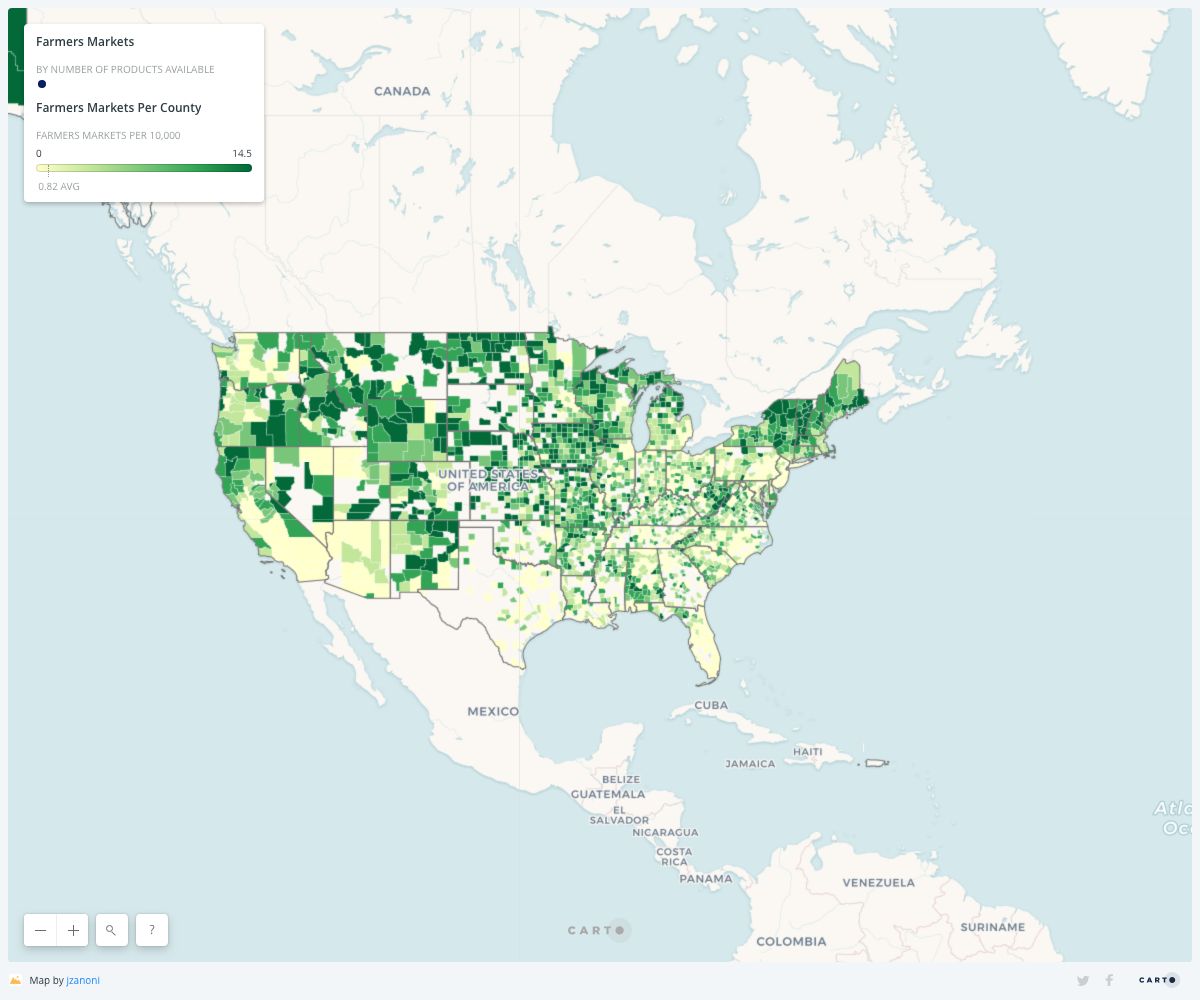 Farmers Markets
BY NUMBER OF PRODUCTS AVAILABLE
Farmers Markets Per County
FARMERS MARKETS PER 10,000
0 14.5
0.82 AVG
CANADA
UNITED STATES
OF AMERICA
MEXICO
CUBA
HAITI
JAMAICA
BELIZE
GUATEMALA
EL
SALVADOR
NICARAGUA
COSTA
RICA
PANAMA
VENEZUELA
SURINAME
COLOMBIA
Atlc
Oc
?
CARTO
Map by jzanoni
CARTO